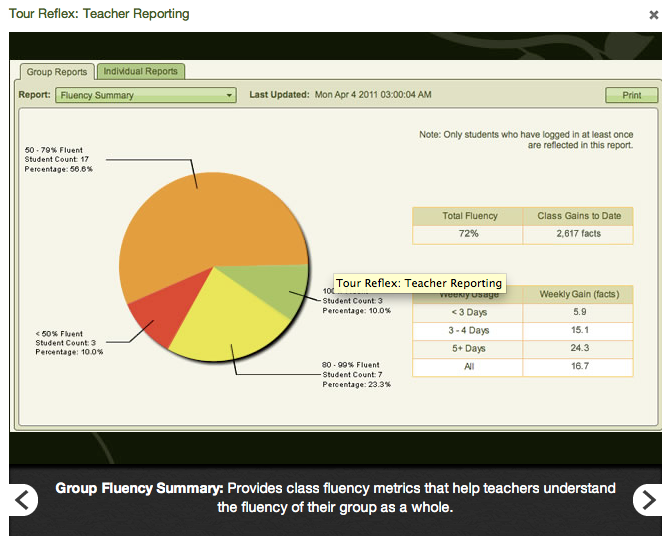 Tour Reflex: Teacher Reporting
Group Reports
Individual Reports
Report: Fluency Summary
Last Updated: Mon Apr 4 2011 03:00:04 AM
Print
Note: Only students who have logged in at least once
are reflected in this report.
50 - 79% Fluent
Student Count: 17
Percentage: 56.6%
Total Fluency Class Gains to Date
72% 2,617 facts
Tour Reflex: Teacher Reporting
Student Count: 3
Percentage: 10.0%
< 50% Fluent
Student Count: 3
Percentage: 10.0%
80 - 99% Fluent
Student Count: 7
Percentage: 23.3%
Weekly Usage Weekly Gain (facts)
< 3 Days 5.9
3 - 4 Days 15.1
5+ Days 24.3
All 16.7
Group Fluency Summary: Provides class fluency metrics that help teachers understand
the fluency of their group as a whole.